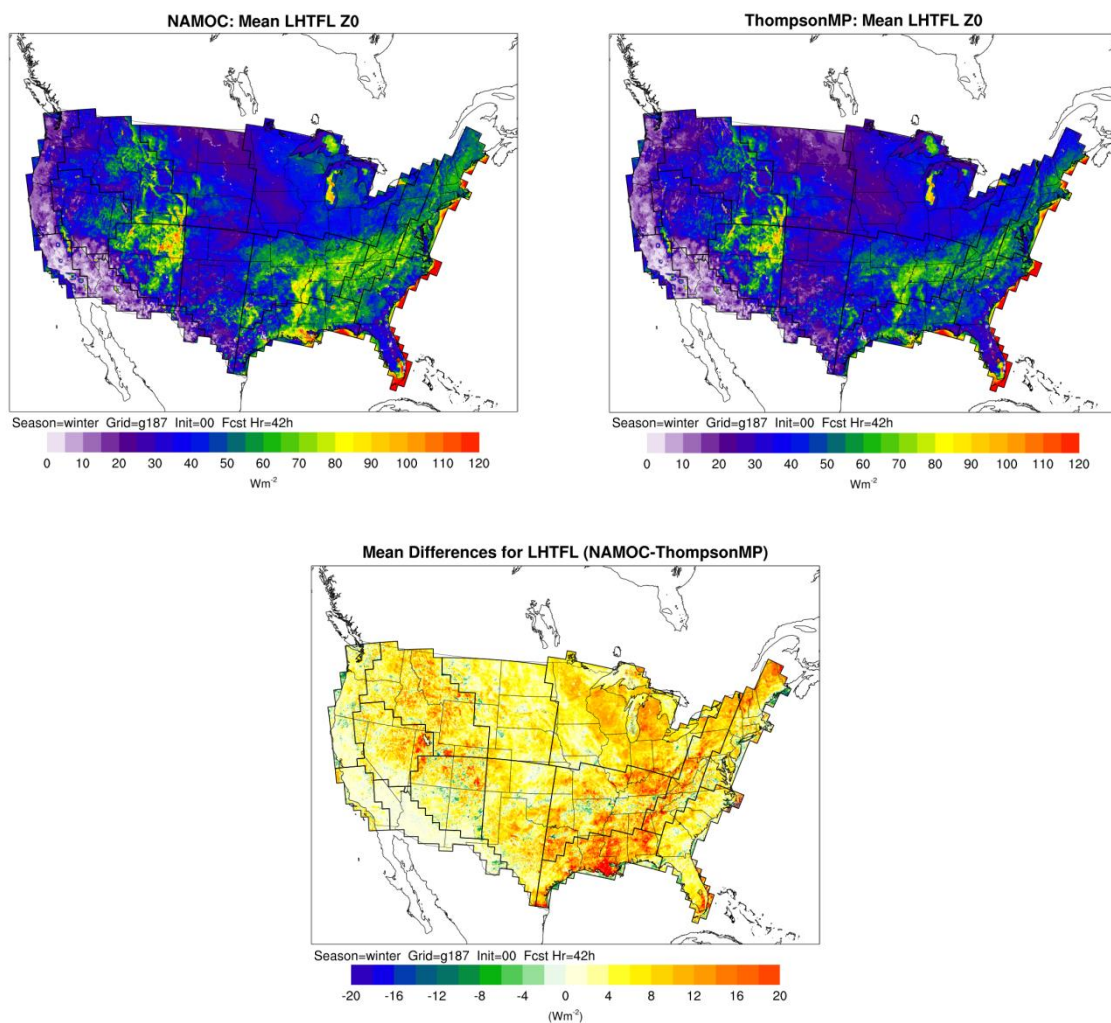 NAMOC: Mean LHTFL Z0
Season=winter Grid=g187 Init=00 Fcst Hr=42h
0 10 20 30 40 50 60 70 80 90 100 110 120
Wm-2
ThompsonMP: Mean LHTFL Z0
Season=winter Grid=g187 Init=00 Fcst Hr=42h
0 10 20 30 40 50 60 70 80 90 100 110 120
Wm-2
Mean Differences for LHTFL (NAMOC-ThompsonMP)
Season=winter Grid=g187 Init=00 Fcst Hr=42h
-20 -16 -12 -8 -4 0 4 8 12 16 20
(Wm-2)